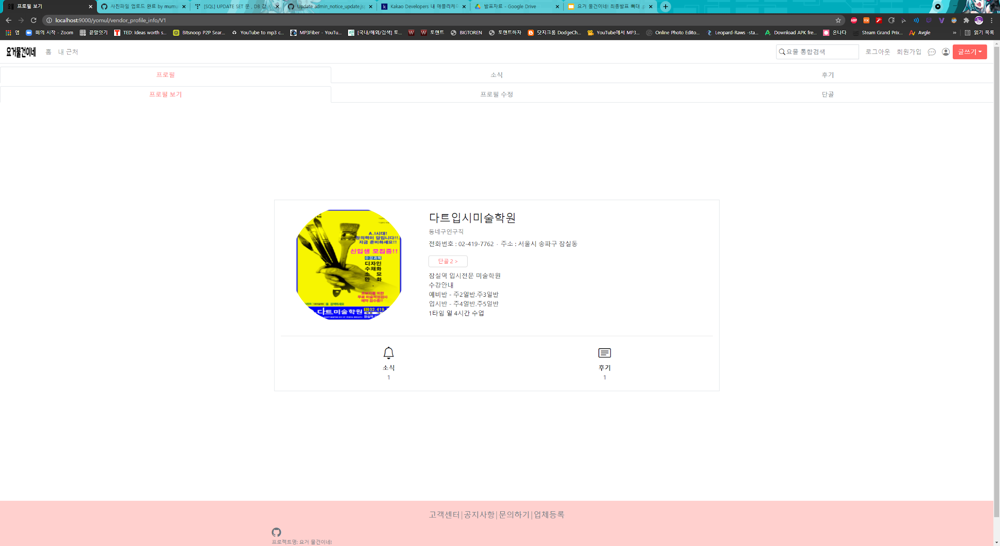 요물 프로필 보기
사진파일 업로드 완료 by mumu
[SQL] UPDATE SET 문 , DB 값 수
Update admin_notice_update.jsp
Kakao Developers 내 애플리케이
발표자료 - Google Drive
요거 물건이네! 최종발표 뼈대 .p
localhost:9000/yomul/vendor_profile_info/V1
앱
회의 시작 - Zoom
끝말잇기
TED: Ideas worth s...
Bitsnoop P2P Sear...
YouTube to mp3 c...
MP3Fiber - YouTu...
[국내/해외/검색] 토...
토렌트
BIGTOREN
토렌트하자
닷지크롬 DodgeCh...
YouTube에서 MP3...
Online Photo Edito...
Leopard-Raws -sta...
Download APK fre...
온나다
Steam Grand Prix...
Avgle
»
읽기 목록
요거물건이네
홈
내 근처
요물 통합검색
로그아웃
회원가입
글쓰기
프로필
소식
후기
프로필 보기
프로필 수정
단골
A.I시대!
창의력이 답입니다!!
지금 준비하세요!!
신입생 모집중!!
수강과목
디자인
수채화
소 묘
만 화
초보자를 위한
무료 미술적성검사
예약 접수중!!
을 검색하세요
다트미술학원
02.419
다트입시미술학원
동네구인구직
전화번호 : 02-419-7762 · 주소 : 서울시 송파구 잠실동
단골 2 >
잠실역 입시전문 미술학원
수강안내
예비반 - 주2일반.주3일반
입시반 - 주4일반.주5일반
1타임 일 4시간 수업
소식
1
후기
1
고객센터|공지사항|문의하기|업체등록
프로젝트명: 요거 물건이네!